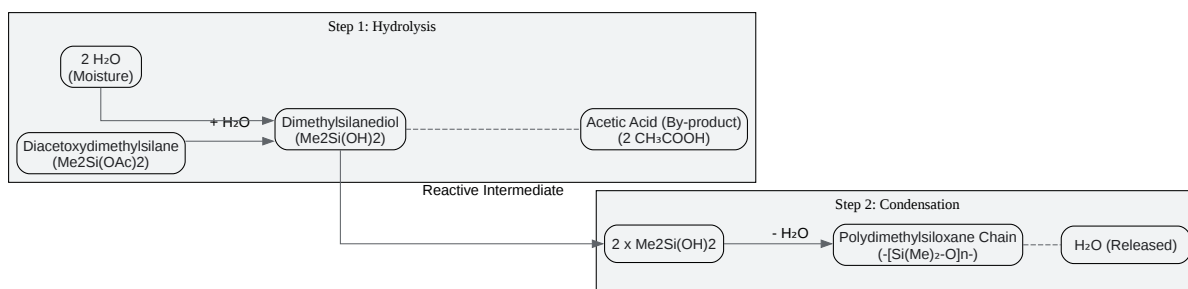 Step 1: Hydrolysis
2 H₂O
(Moisture)
+ H₂O
Diacetoxydimethylsilane
(Me2Si(OAc)2)
Dimethylsilanediol
(Me2Si(OH)2)
Acetic Acid (By-product)
(2 CH₃COOH)
Reactive Intermediate
Step 2: Condensation
2 x Me2Si(OH)2
- H₂O
Polydimethylsiloxane Chain
(-[Si(Me)₂-O]n-)
H₂O (Released)